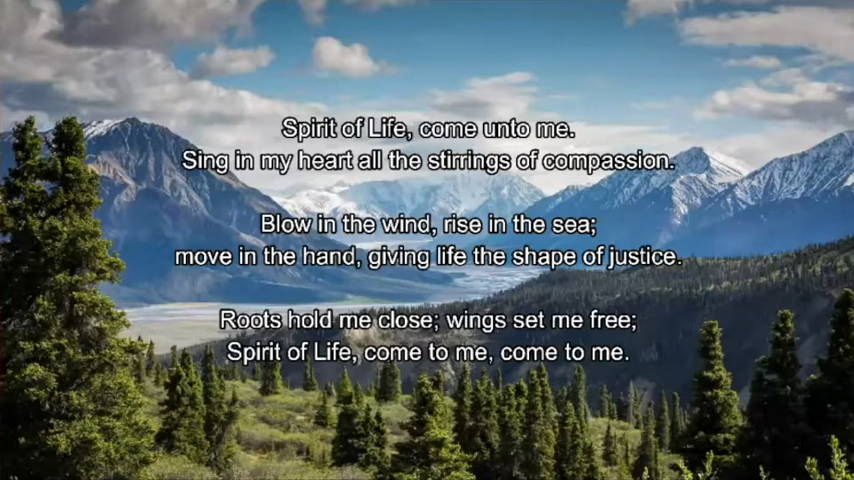 Spirit of Life, come unto me.
Sing in my heart all the stirrings of compassion.
Blow in the wind, rise in the sea;
move in the hand, giving life the shape of justice.
Roots hold me close; wings set me free;
Spirit of Life, come to me, come to me.